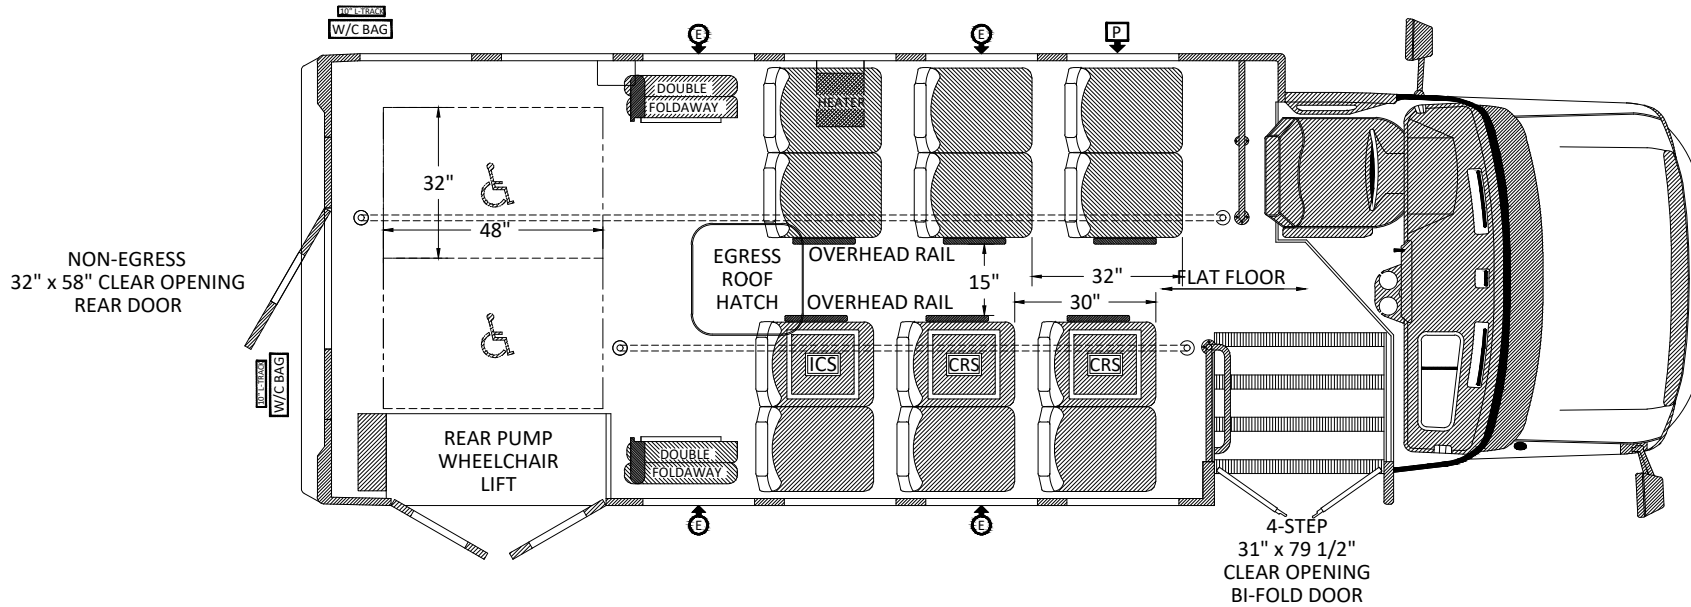 10" L-TRACK
W/C BAG
E
E
P
DOUBLE
FOLDAWAY
HEATER
32"
48"
NON-EGRESS
32" x 58" CLEAR OPENING
REAR DOOR
EGRESS
ROOF
HATCH
OVERHEAD RAIL
OVERHEAD RAIL
15"
32"
30"
FLAT FLOOR
ICS
CRS
CRS
10" L-TRACK
W/C BAG
REAR PUMP
WHEELCHAIR
LIFT
DOUBLE
FOLDAWAY
E
E
4-STEP
31" x 79 1/2"
CLEAR OPENING
BI-FOLD DOOR